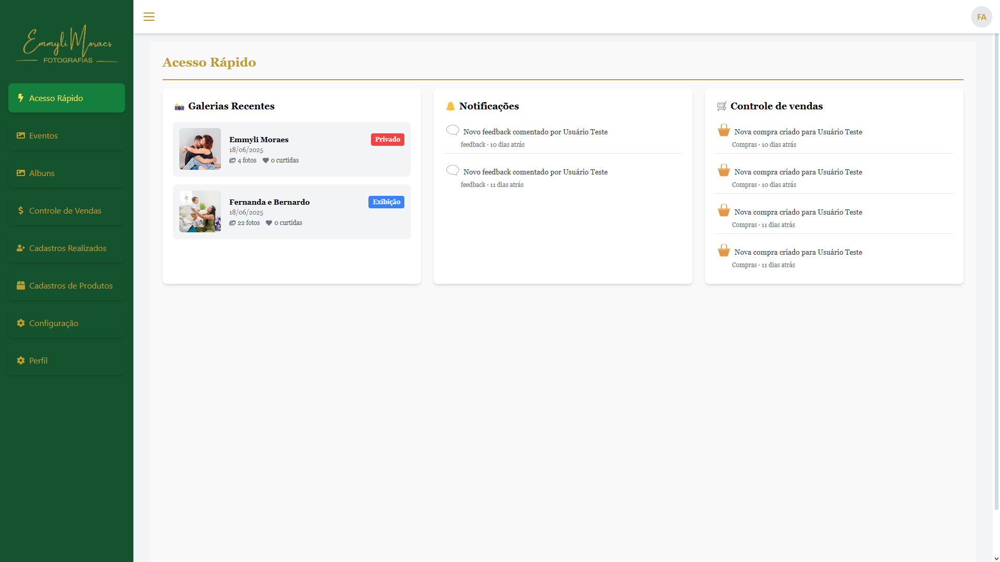 Emmyli Moraes
FOTOGRAFIAS
Acesso Rápido
Eventos
Albuns
Controle de Vendas
Cadastros Realizados
Cadastros de Produtos
Configuração
Perfil
FA
Acesso Rápido
Galerias Recentes
Emmyli Moraes
Privado
18/06/2025
4 fotos 0 curtidas
Fernanda e Bernardo
Exibição
18/06/2025
22 fotos 0 curtidas
Notificações
Novo feedback comentado por Usuário Teste
feedback · 10 dias atrás
Novo feedback comentado por Usuário Teste
feedback · 11 dias atrás
Controle de vendas
Nova compra criado para Usuário Teste
Compras · 10 dias atrás
Nova compra criado para Usuário Teste
Compras · 10 dias atrás
Nova compra criado para Usuário Teste
Compras · 11 dias atrás
Nova compra criado para Usuário Teste
Compras · 11 dias atrás